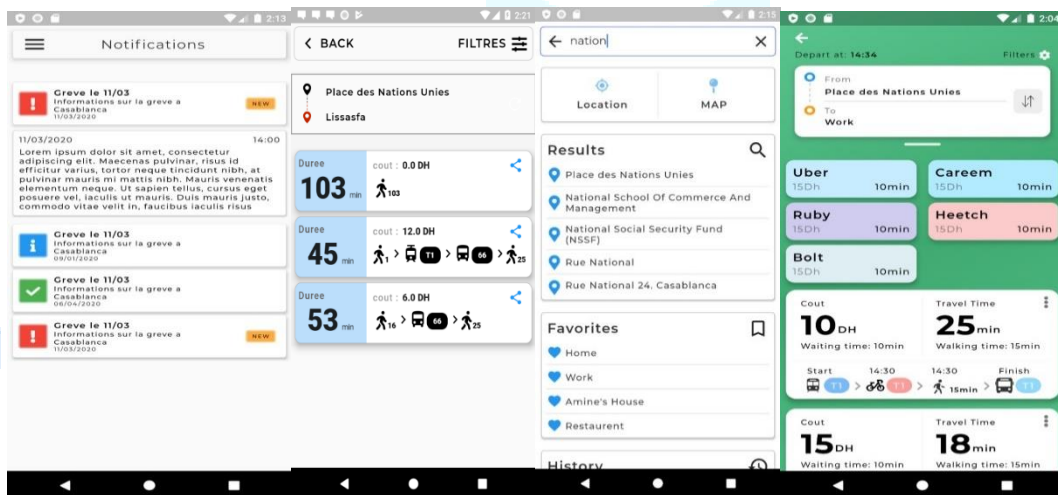 2:13
Notifications
Greve le 11/03
Informations sur la greve a
Casablanca
11/03/2020
NEW
11/03/2020
14:00
Lorem ipsum dolor sit amet, consectetur
adipiscing elit. Maecenas pulvinar, risus id
efficitur varius, tortor neque tincidunt nibh, at
pulvinar mauris mi mattis nibh. Mauris venenatis
elementum neque. Ut sapien tellus, cursus eget
posuere vel, iaculis ut mauris. Duis mauris justo,
commodo vitae velit in, faucibus iaculis risus
Greve le 11/03
Informations sur la greve a
Casablanca
09/01/2020
Greve le 11/03
Informations sur la greve a
Casablanca
06/04/2020
Greve le 11/03
Informations sur la greve a
Casablanca
11/03/2020
NEW
2:21
BACK
FILTRES
Place des Nations Unies
Lissasfa
Duree
103 min
cout : 0.0 DH
103
Duree
45 min
cout : 12.0 DH
1 > T1 > 66 > 25
Duree
53 min
cout : 6.0 DH
16 > 66 > 25
2:15
nation
Location
MAP
Results
Place des Nations Unies
National School Of Commerce And
Management
National Social Security Fund
(NSSF)
Rue National
Rue National 24, Casablanca
Favorites
Home
Work
Amine's House
Restaurent
History
2:04
Depart at: 14:34
Filters
From
Place des Nations Unies
To
Work
Uber
15Dh
10min
Careem
15Dh
10min
Ruby
15Dh
10min
Heetch
15Dh
10min
Bolt
15Dh
10min
Cout
10DH
Waiting time: 10min
Travel Time
25min
Walking time: 15min
Start
14:30
14:30
Finish
T1 > T1 > 15min > T1
Cout
15DH
Waiting time: 10min
Travel Time
18min
Walking time: 15min